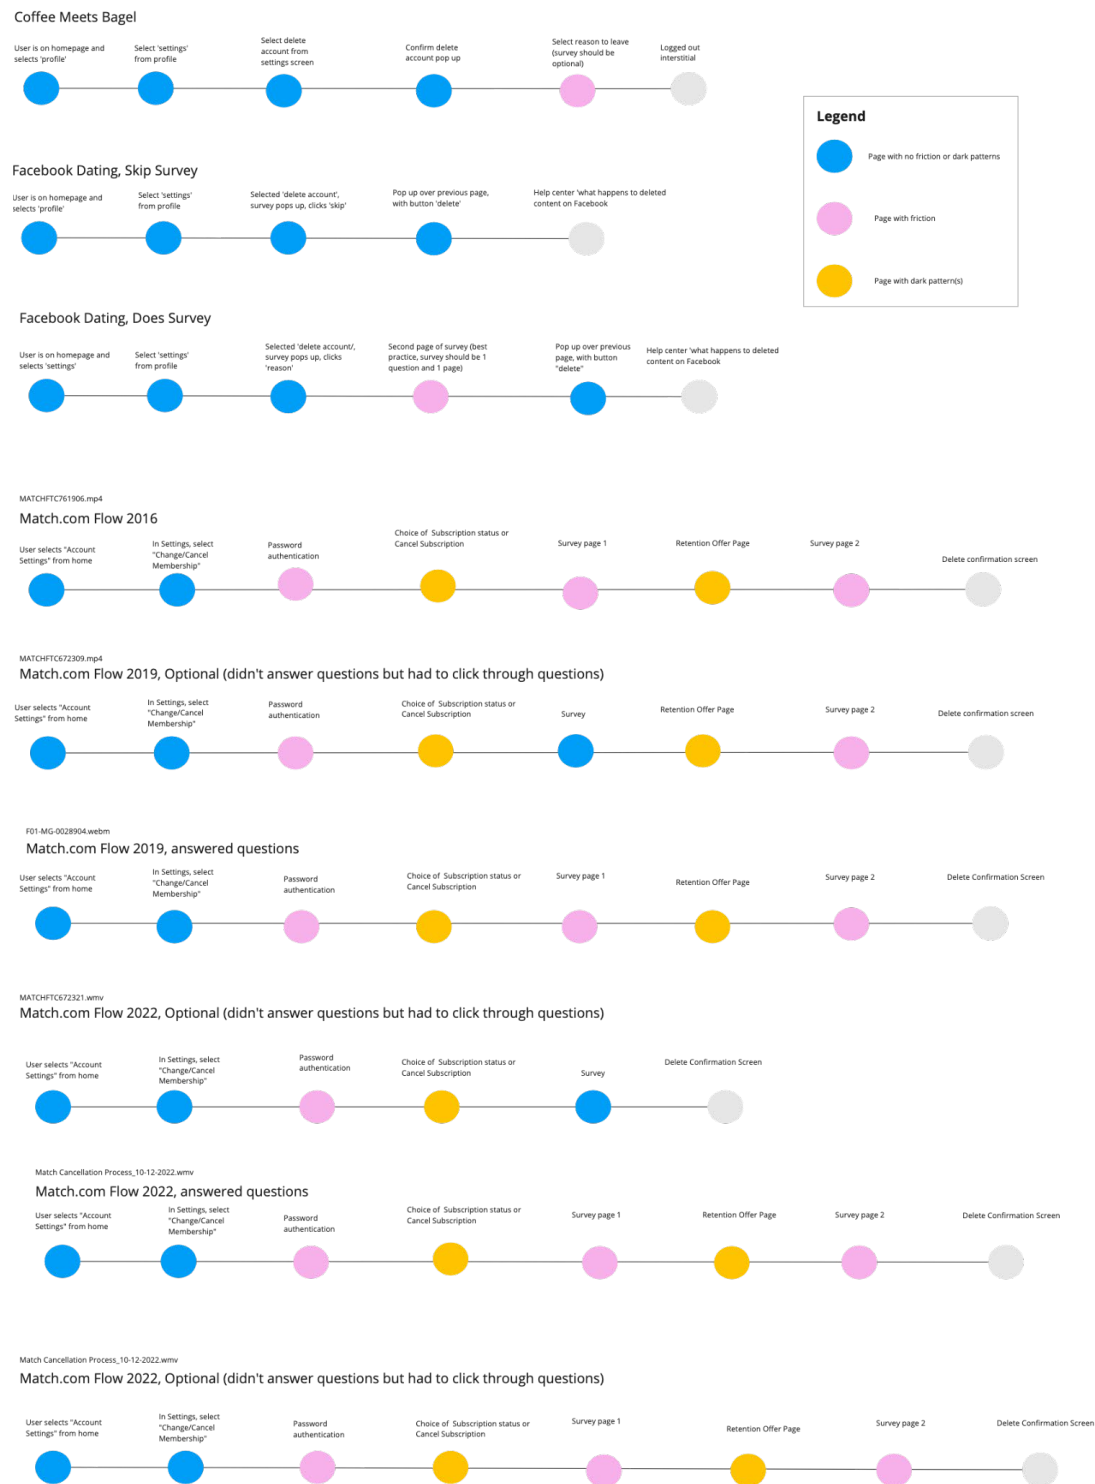 Coffee Meets Bagel
User is on homepage and
selects 'profile'
Select 'settings'
from profile
Select delete
account from
settings screen
Confirm delete
account pop up
Select reason to leave
(survey should be
optional)
Logged out
interstitial
Legend
Page with no friction or dark patterns
Page with friction
Page with dark pattern(s)
Facebook Dating, Skip Survey
User is on homepage and
selects 'profile'
Select 'settings'
from profile
Selected 'delete account',
survey pops up, clicks 'skip'
Pop up over previous page,
with button 'delete'
Help center 'what happens to deleted
content on Facebook
Facebook Dating, Does Survey
User is on homepage and
selects 'settings'
Select 'settings'
from profile
Selected 'delete account/,
survey pops up, clicks
'reason'
Second page of survey (best
practice, survey should be 1
question and 1 page)
Pop up over previous
page, with button
"delete"
Help center 'what happens to deleted
content on Facebook
MATCHFTC761906.mp4
Match.com Flow 2016
User selects "Account
Settings" from home
In Settings, select
"Change/Cancel
Membership"
Password
authentication
Choice of Subscription status or
Cancel Subscription
Survey page 1
Retention Offer Page
Survey page 2
Delete confirmation screen
MATCHFTC672309.mp4
Match.com Flow 2019, Optional (didn't answer questions but had to click through questions)
User selects "Account
Settings" from home
In Settings, select
"Change/Cancel
Membership"
Password
authentication
Choice of Subscription status or
Cancel Subscription
Survey
Retention Offer Page
Survey page 2
Delete confirmation screen
F01-MG-0028904.webm
Match.com Flow 2019, answered questions
User selects "Account
Settings" from home
In Settings, select
"Change/Cancel
Membership"
Password
authentication
Choice of Subscription status or
Cancel Subscription
Survey page 1
Retention Offer Page
Survey page 2
Delete Confirmation Screen
MATCHFTC672321.wmv
Match.com Flow 2022, Optional (didn't answer questions but had to click through questions)
User selects "Account
Settings" from home
In Settings, select
"Change/Cancel
Membership"
Password
authentication
Choice of Subscription status or
Cancel Subscription
Survey
Delete Confirmation Screen
Match Cancellation Process_10-12-2022.wmv
Match.com Flow 2022, answered questions
User selects "Account
Settings" from home
In Settings, select
"Change/Cancel
Membership"
Password
authentication
Choice of Subscription status or
Cancel Subscription
Survey page 1
Retention Offer Page
Survey page 2
Delete Confirmation Screen
Match Cancellation Process_10-12-2022.wmv
Match.com Flow 2022, Optional (didn't answer questions but had to click through questions)
User selects "Account
Settings" from home
In Settings, select
"Change/Cancel
Membership"
Password
authentication
Choice of Subscription status or
Cancel Subscription
Survey page 1
Retention Offer Page
Survey page 2
Delete Confirmation Screen